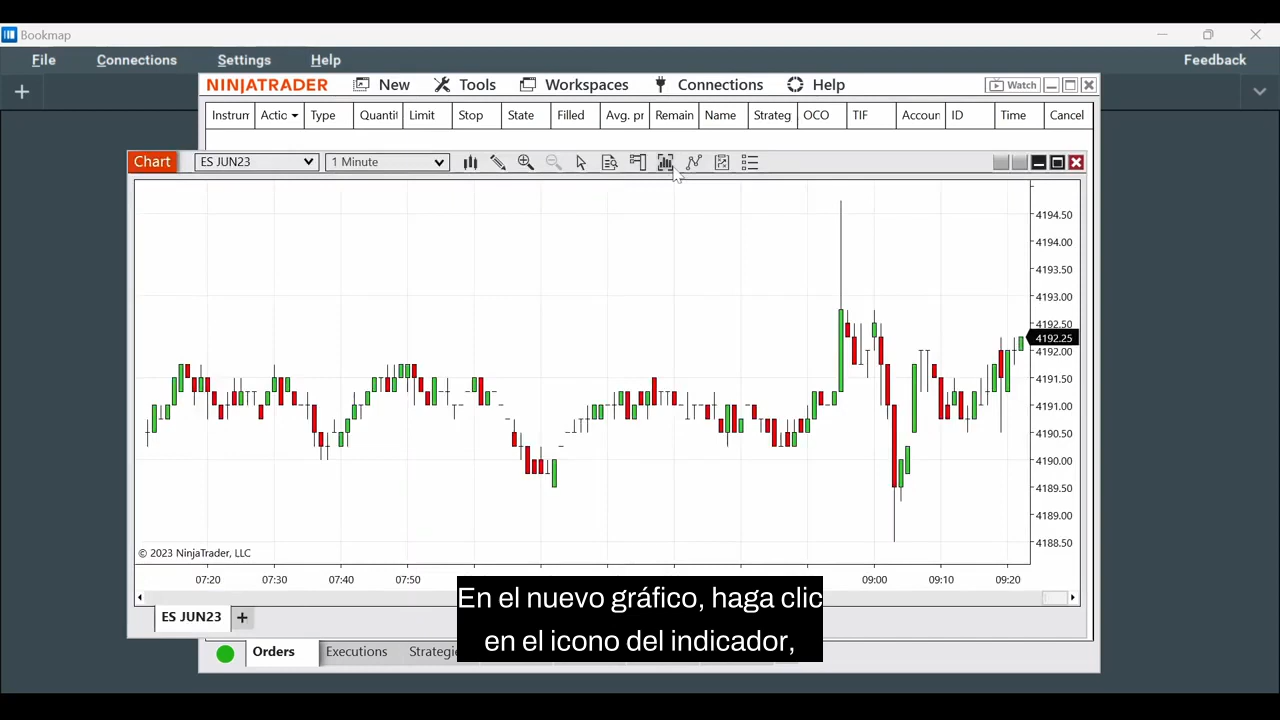 Bookmap
File Connections Settings Help Feedback
NINJATRADER New Tools Workspaces Connections Help Watch
Instrum Actio Type Quantit Limit Stop State Filled Avg. pr Remain Name Strateg OCO TIF Accoun ID Time Cancel
Chart ES JUN23 1 Minute
4194.50
4194.00
4193.50
4193.00
4192.50
4192.25
4192.00
4191.50
4191.00
4190.50
4190.00
4189.50
4189.00
4188.50
© 2023 NinjaTrader, LLC
07:20 07:30 07:40 07:50 09:00 09:10 09:20
En el nuevo gráfico, haga clic
en el icono del indicador,
ES JUN23
Orders Executions Strategie